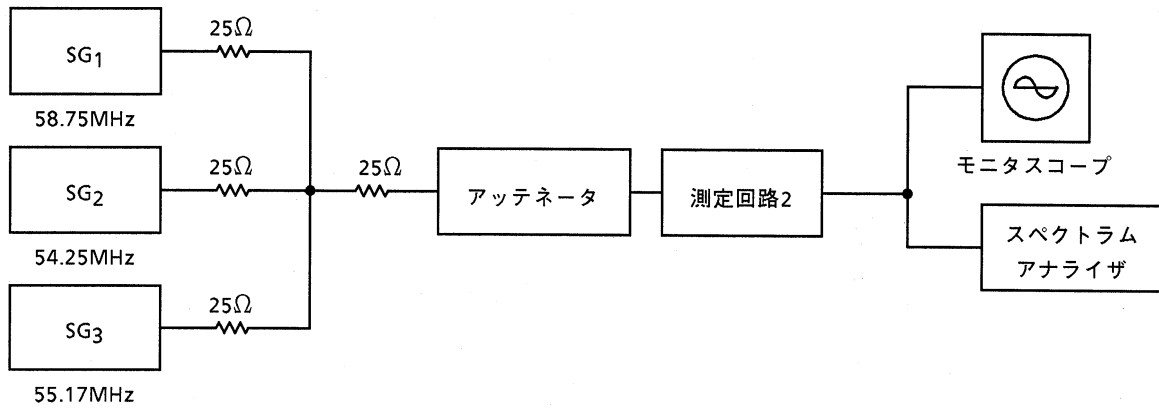 SG1
25Ω
58.75MHz
SG2
25Ω
54.25MHz
SG3
25Ω
55.17MHz
25Ω
アッテネータ
測定回路2
モニタスコープ
スペクトラム
アナライザ